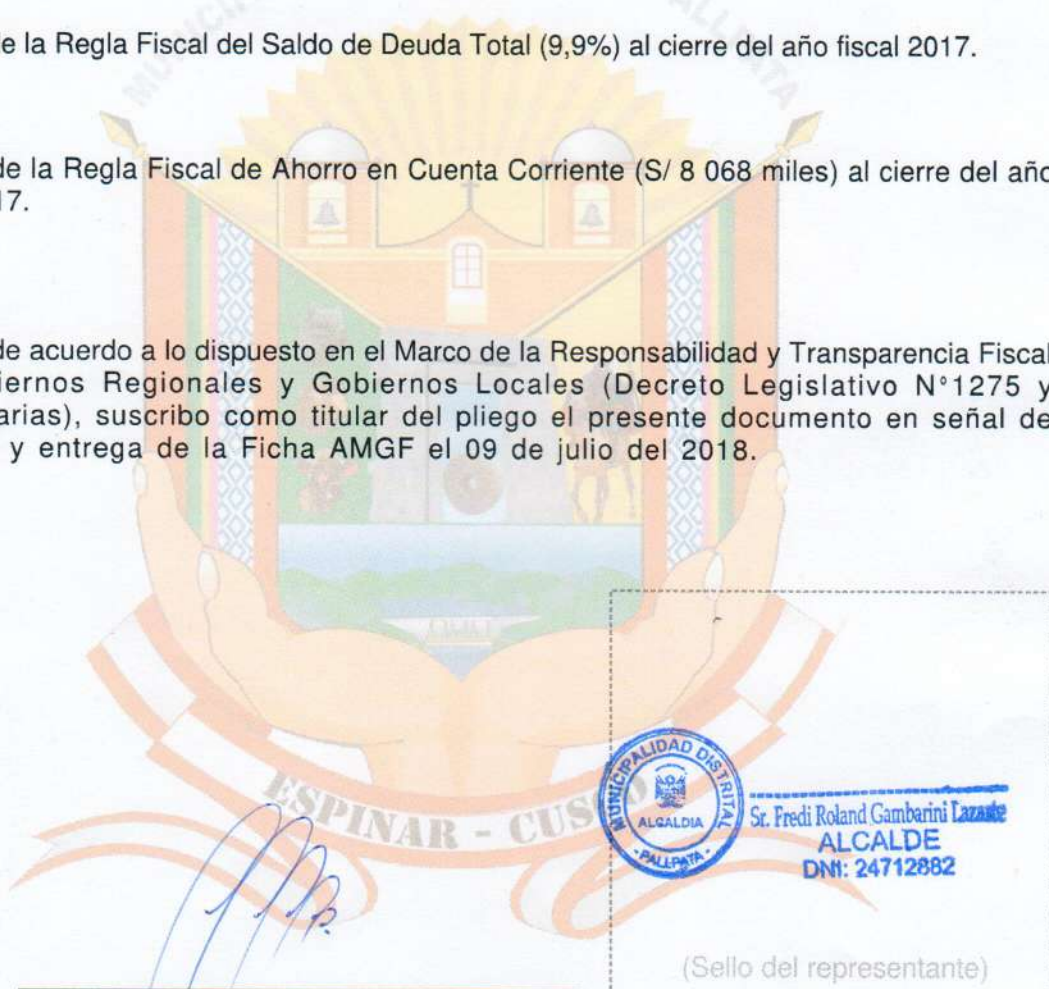 MUNICI ALLPATA
e la Regla Fiscal del Saldo de Deuda Total (9,9%) al cierre del año fiscal 2017.
de la Regla Fiscal de Ahorro en Cuenta Corriente (S/ 8 068 miles) al cierre del año
17.
de acuerdo a lo dispuesto en el Marco de la Responsabilidad y Transparencia Fiscal
iernos Regionales y Gobiernos Locales (Decreto Legislativo N°1275 y
arias), suscribo como titular del pliego el presente documento en señal de
y entrega de la Ficha AMGF el 09 de julio del 2018.
ESPINAR - CUSCO
MUNICIPALIDAD DISTRITAL
ALCALDIA
- PALLPATA -
Sr. Fredi Roland Gambarini
ALCALDE
DNI: 24712882
(Sello del representante)